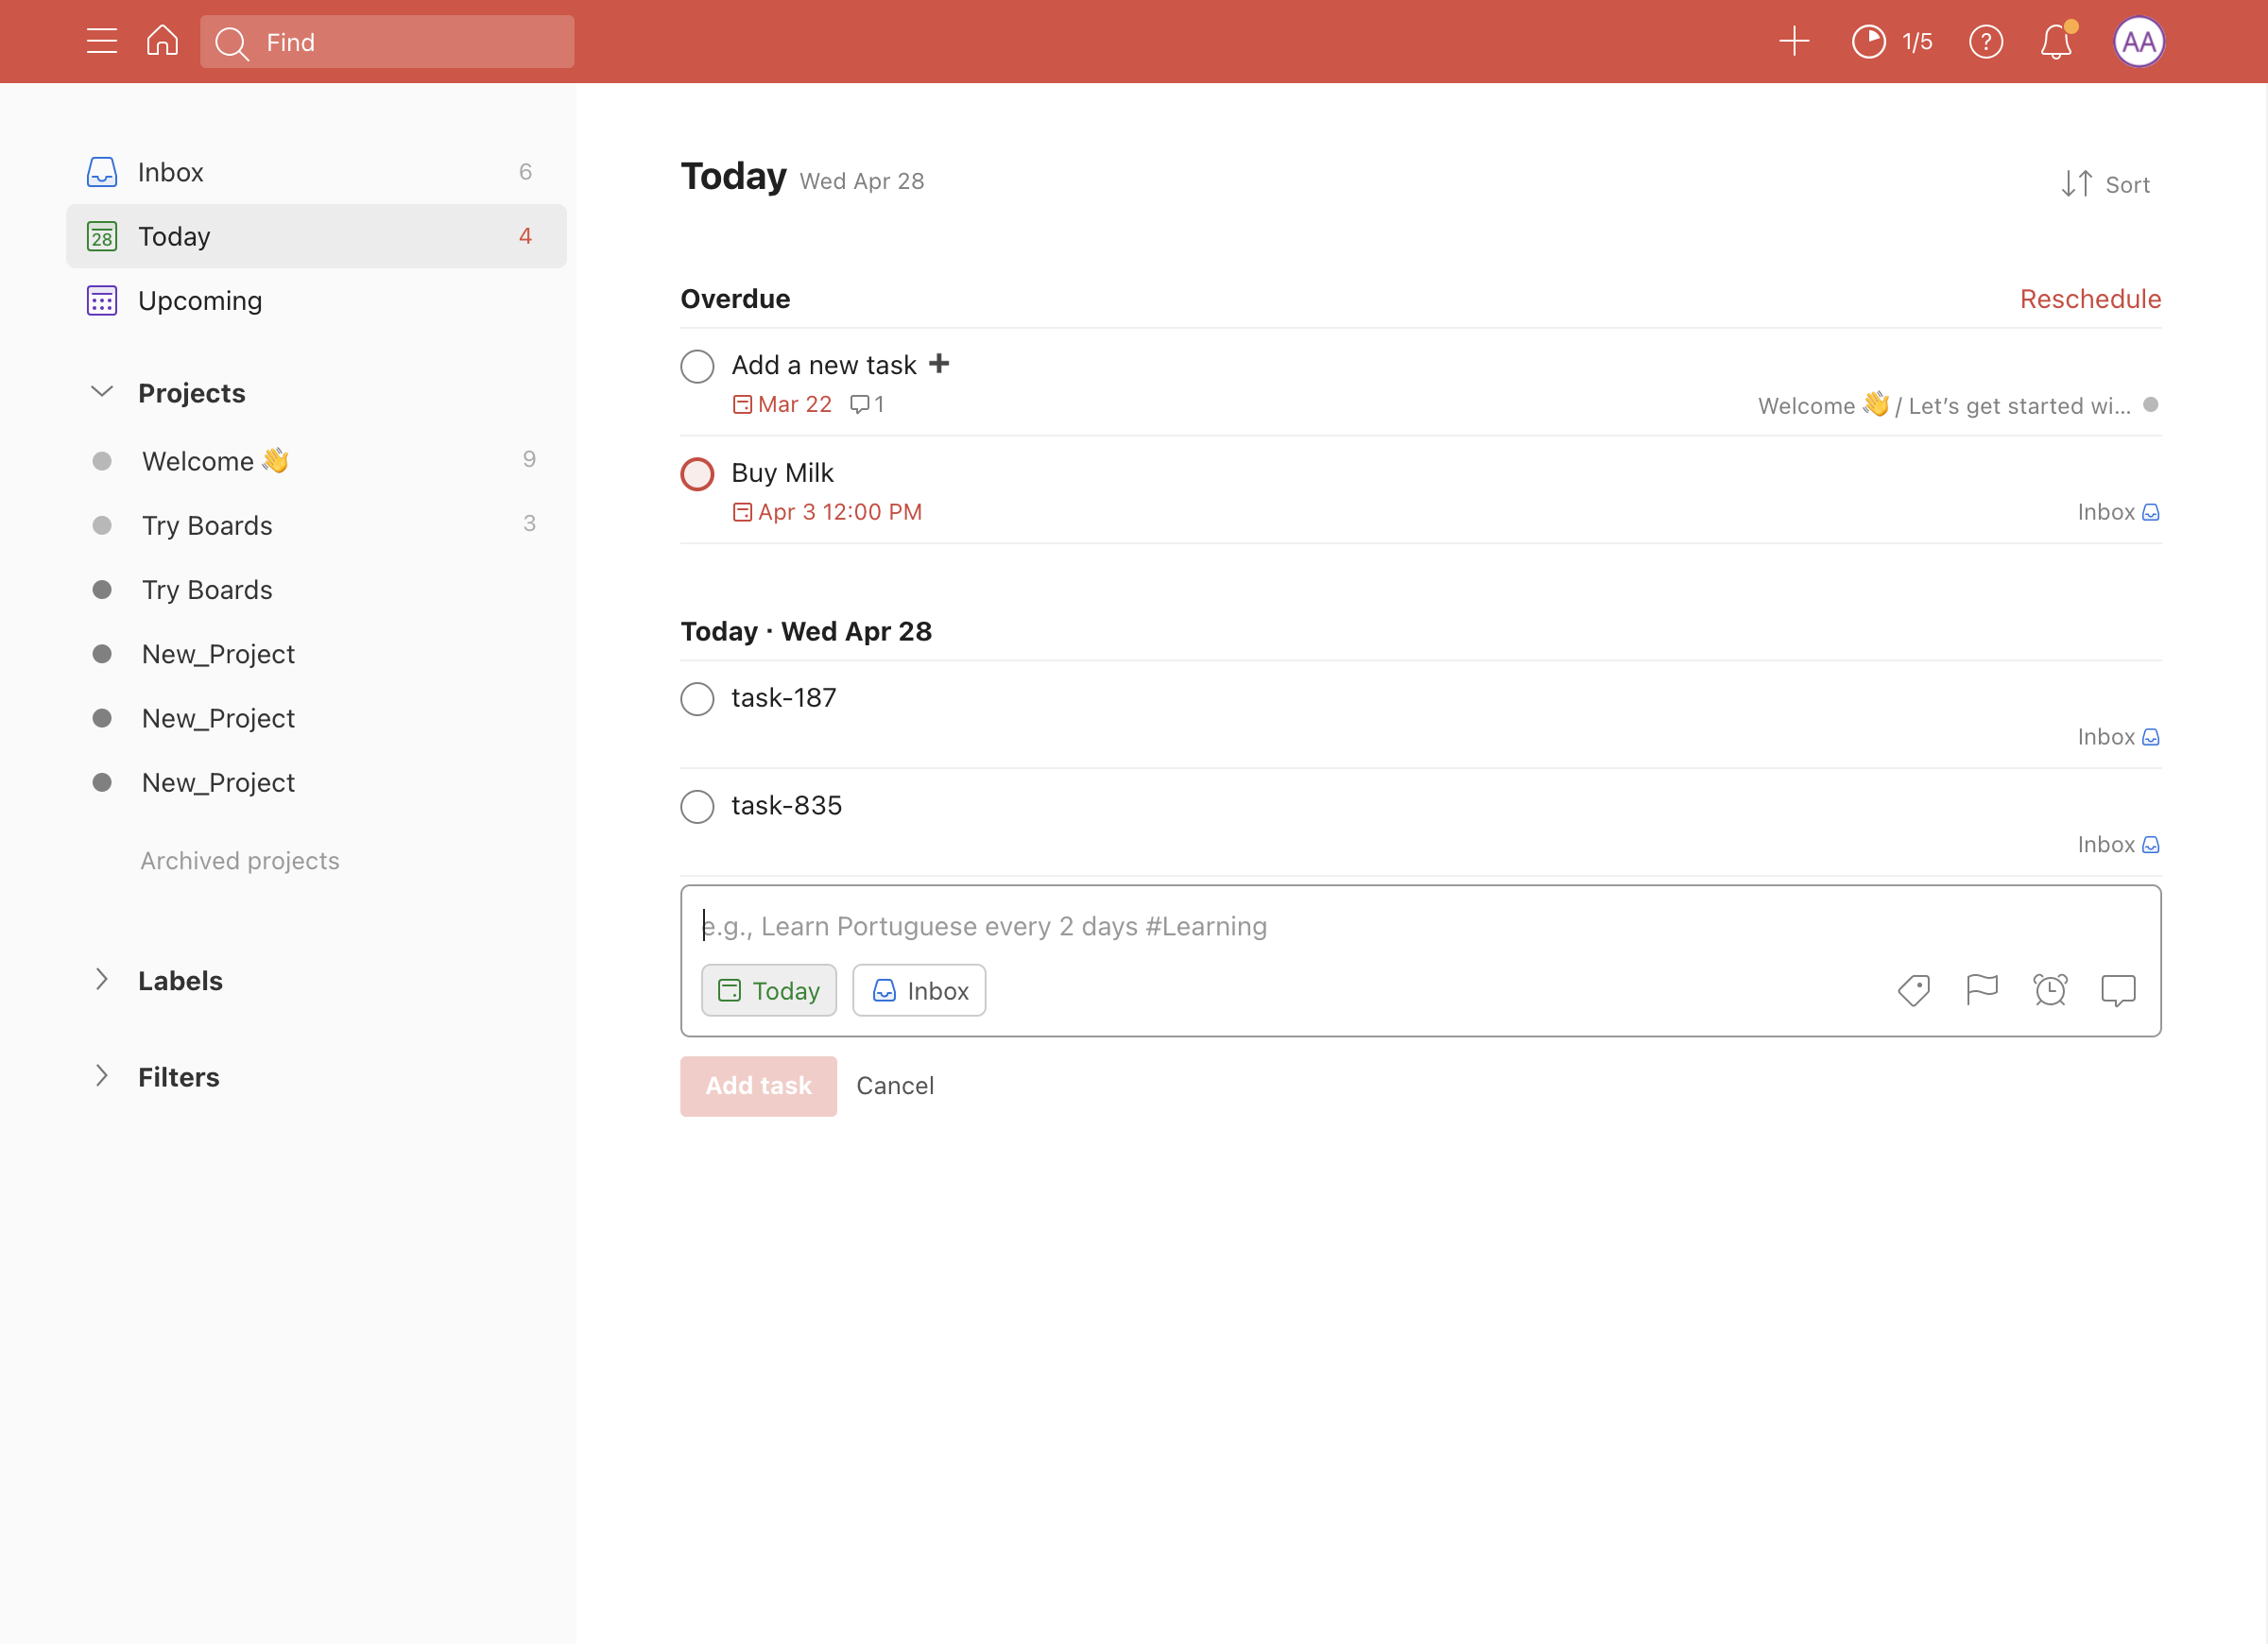 Find
1/5
AA
Inbox 6
28 Today 4
Upcoming
Projects
Welcome 👋 9
Try Boards 3
Try Boards
New_Project
New_Project
New_Project
Archived projects
Labels
Filters
Today Wed Apr 28
Sort
Overdue
Reschedule
Add a new task ➕
Mar 22 1
Welcome 👋 / Let’s get started wi...
Buy Milk
Apr 3 12:00 PM
Inbox
Today · Wed Apr 28
task-187
Inbox
task-835
Inbox
e.g., Learn Portuguese every 2 days #Learning
Today Inbox
Add task Cancel